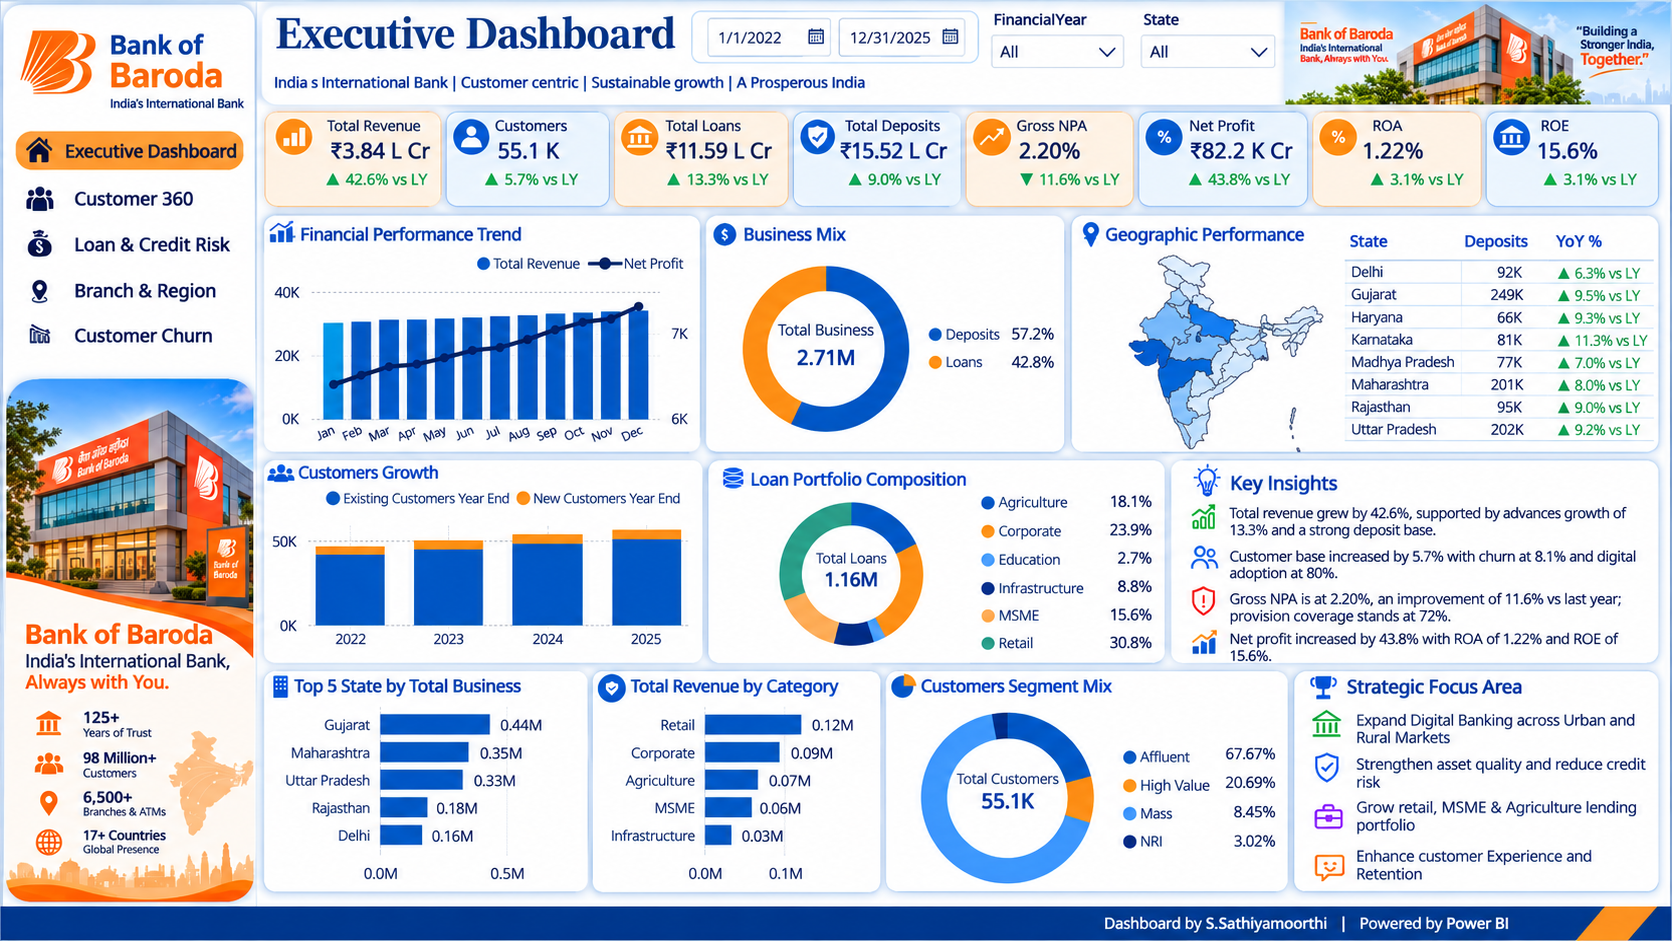 Bank of
Baroda
India's International Bank
Executive Dashboard
Customer 360
Loan & Credit Risk
Branch & Region
Customer Churn
Bank of Baroda
Bank of
Baroda
Bank of Baroda
India's International Bank,
Always with You.
125+
Years of Trust
98 Million+
Customers
6,500+
Branches & ATMs
17+ Countries
Global Presence
Executive Dashboard
1/1/2022
12/31/2025
FinancialYear
All
State
All
India s International Bank | Customer centric | Sustainable growth | A Prosperous India
Bank of Baroda
India's International
Bank, Always with You.
“Building a
Stronger India,
Together.”
Total Revenue
₹3.84 L Cr
▲ 42.6% vs LY
Customers
55.1 K
▲ 5.7% vs LY
Total Loans
₹11.59 L Cr
▲ 13.3% vs LY
Total Deposits
₹15.52 L Cr
▲ 9.0% vs LY
Gross NPA
2.20%
▼ 11.6% vs LY
%
Net Profit
₹82.2 K Cr
▲ 43.8% vs LY
%
ROA
1.22%
▲ 3.1% vs LY
ROE
15.6%
▲ 3.1% vs LY
Financial Performance Trend
Total Revenue Net Profit
40K
20K
0K
7K
6K
Jan Feb Mar Apr May Jun Jul Aug Sep Oct Nov Dec
$ Business Mix
Total Business
2.71M
Deposits 57.2%
Loans 42.8%
Geographic Performance
State Deposits YoY %
Delhi 92K ▲ 6.3% vs LY
Gujarat 249K ▲ 9.5% vs LY
Haryana 66K ▲ 9.3% vs LY
Karnataka 81K ▲ 11.3% vs LY
Madhya Pradesh 77K ▲ 7.0% vs LY
Maharashtra 201K ▲ 8.0% vs LY
Rajasthan 95K ▲ 9.0% vs LY
Uttar Pradesh 202K ▲ 9.2% vs LY
Customers Growth
Existing Customers Year End New Customers Year End
50K
0K
2022 2023 2024 2025
Loan Portfolio Composition
Total Loans
1.16M
Agriculture 18.1%
Corporate 23.9%
Education 2.7%
Infrastructure 8.8%
MSME 15.6%
Retail 30.8%
Key Insights
Total revenue grew by 42.6%, supported by advances growth of
13.3% and a strong deposit base.
Customer base increased by 5.7% with churn at 8.1% and digital
adoption at 80%.
Gross NPA is at 2.20%, an improvement of 11.6% vs last year;
provision coverage stands at 72%.
Net profit increased by 43.8% with ROA of 1.22% and ROE of
15.6%.
Top 5 State by Total Business
Gujarat 0.44M
Maharashtra 0.35M
Uttar Pradesh 0.33M
Rajasthan 0.18M
Delhi 0.16M
0.0M 0.5M
Total Revenue by Category
Retail 0.12M
Corporate 0.09M
Agriculture 0.07M
MSME 0.06M
Infrastructure 0.03M
0.0M 0.1M
Customers Segment Mix
Total Customers
55.1K
Affluent 67.67%
High Value 20.69%
Mass 8.45%
NRI 3.02%
Strategic Focus Area
Expand Digital Banking across Urban and
Rural Markets
Strengthen asset quality and reduce credit
risk
Grow retail, MSME & Agriculture lending
portfolio
Enhance customer Experience and
Retention
Dashboard by S.Sathiyamoorthi | Powered by Power BI